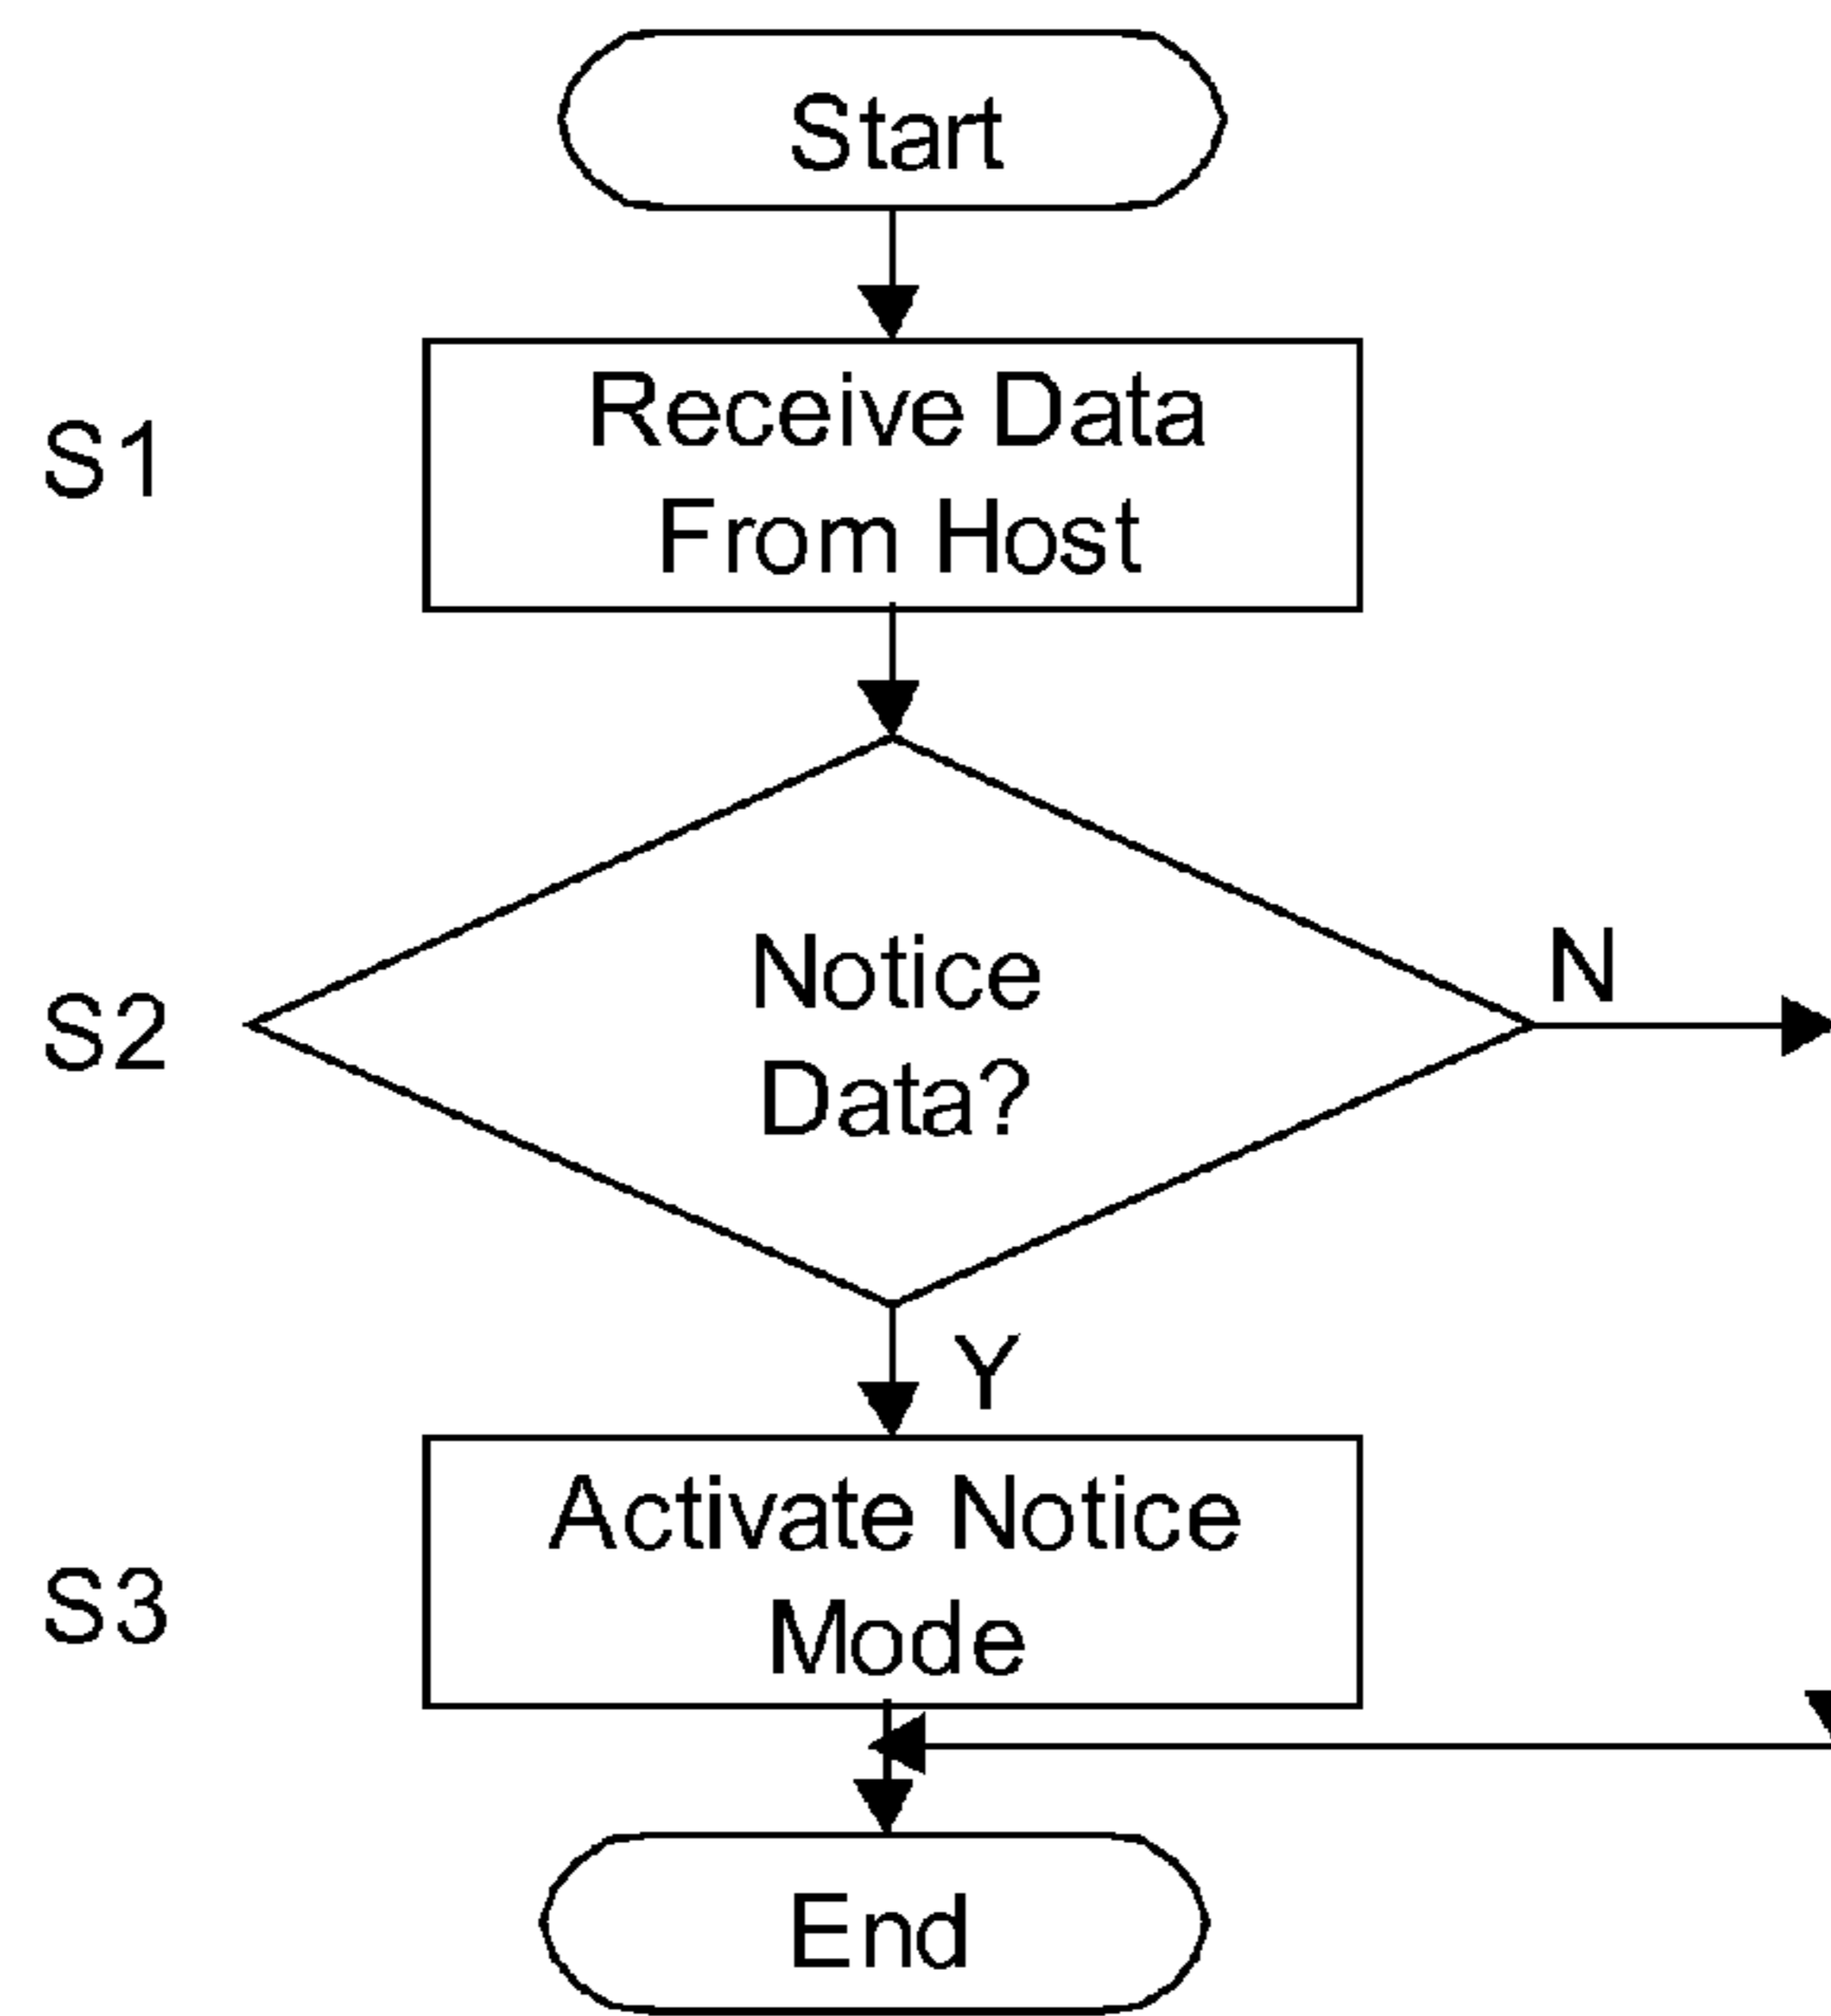 Start
S1
Receive Data
From Host
S2
Notice
Data?
N
Y
S3
Activate Notice
Mode
End